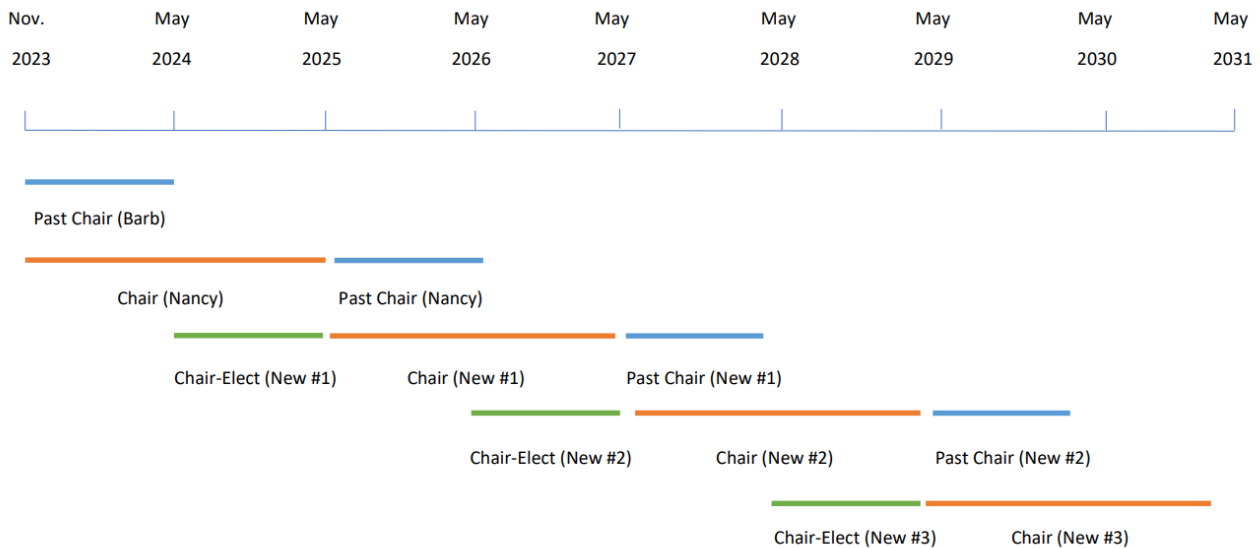 Nov. May May May May May May May May
2023 2024 2025 2026 2027 2028 2029 2030 2031
Past Chair (Barb)
Chair (Nancy) Past Chair (Nancy)
Chair-Elect (New #1) Chair (New #1) Past Chair (New #1)
Chair-Elect (New #2) Chair (New #2) Past Chair (New #2)
Chair-Elect (New #3) Chair (New #3)